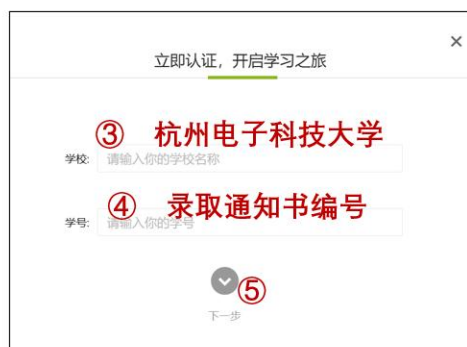 立即认证，开启学习之旅
×
③ 杭州电子科技大学
学校: 请输入你的学校名称
④ 录取通知书编号
学号: 请输入你的学号
⑤
下一步